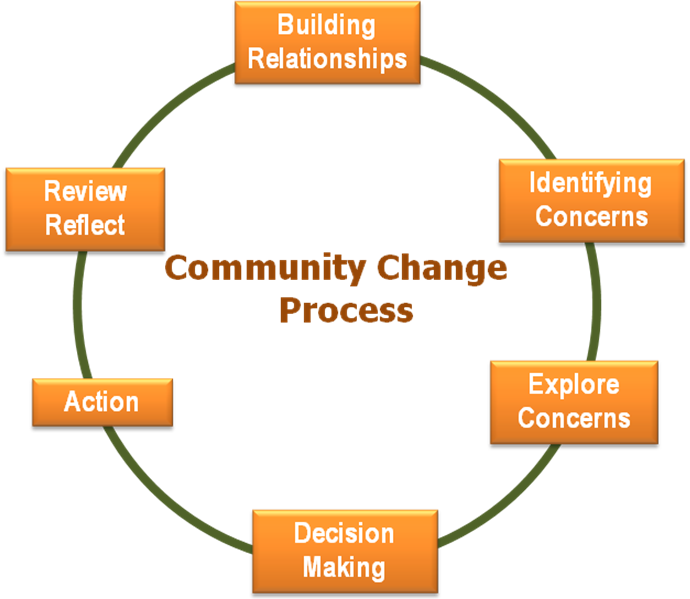 Building
Relationships
Identifying
Concerns
Explore
Concerns
Decision
Making
Action
Review
Reflect
Community Change
Process